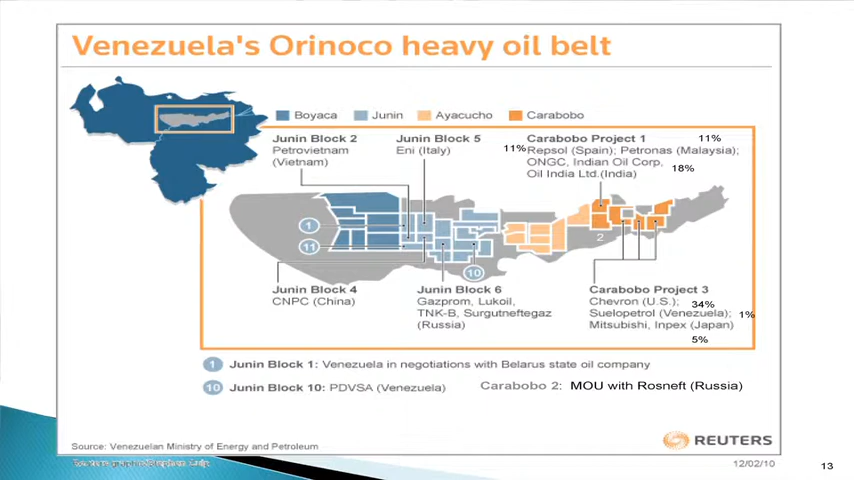 Venezuela's Orinoco heavy oil belt
Boyaca Junin Ayacucho Carabobo
Junin Block 2
Petrovietnam
(Vietnam)
Junin Block 5
Eni (Italy)
Carabobo Project 1 11%
11% Repsol (Spain); Petronas (Malaysia);
ONGC, Indian Oil Corp,
Oil India Ltd.(India) 18%
1
11
2
10
Junin Block 4
CNPC (China)
Junin Block 6
Gazprom, Lukoil,
TNK-B, Surgutneftegaz
(Russia)
Carabobo Project 3
Chevron (U.S.); 34%
Suelopetrol (Venezuela); 1%
Mitsubishi, Inpex (Japan)
5%
1 Junin Block 1: Venezuela in negotiations with Belarus state oil company
10 Junin Block 10: PDVSA (Venezuela) Carabobo 2: MOU with Rosneft (Russia)
Source: Venezuelan Ministry of Energy and Petroleum
REUTERS
12/02/10
13